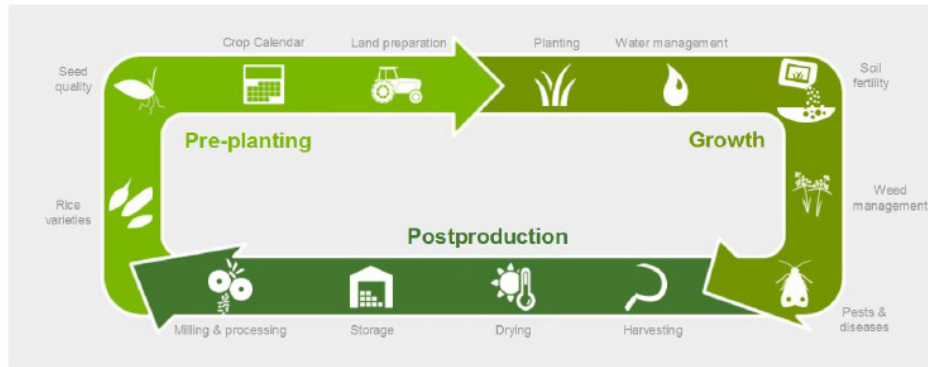 Crop Calendar
Land preparation
Planting
Water management
Seed
quality
Soil
fertility
Pre-planting
Growth
Rice
varieties
Weed
management
Postproduction
Milling & processing
Storage
Drying
Harvesting
Pests &
diseases